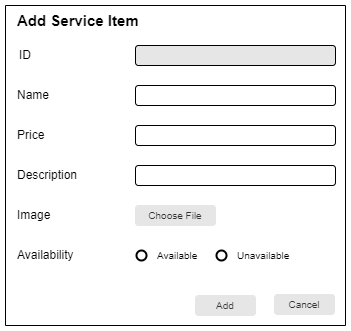 Add Service Item
ID
Name
Price
Description
Image Choose File
Availability Available Unavailable
Add Cancel